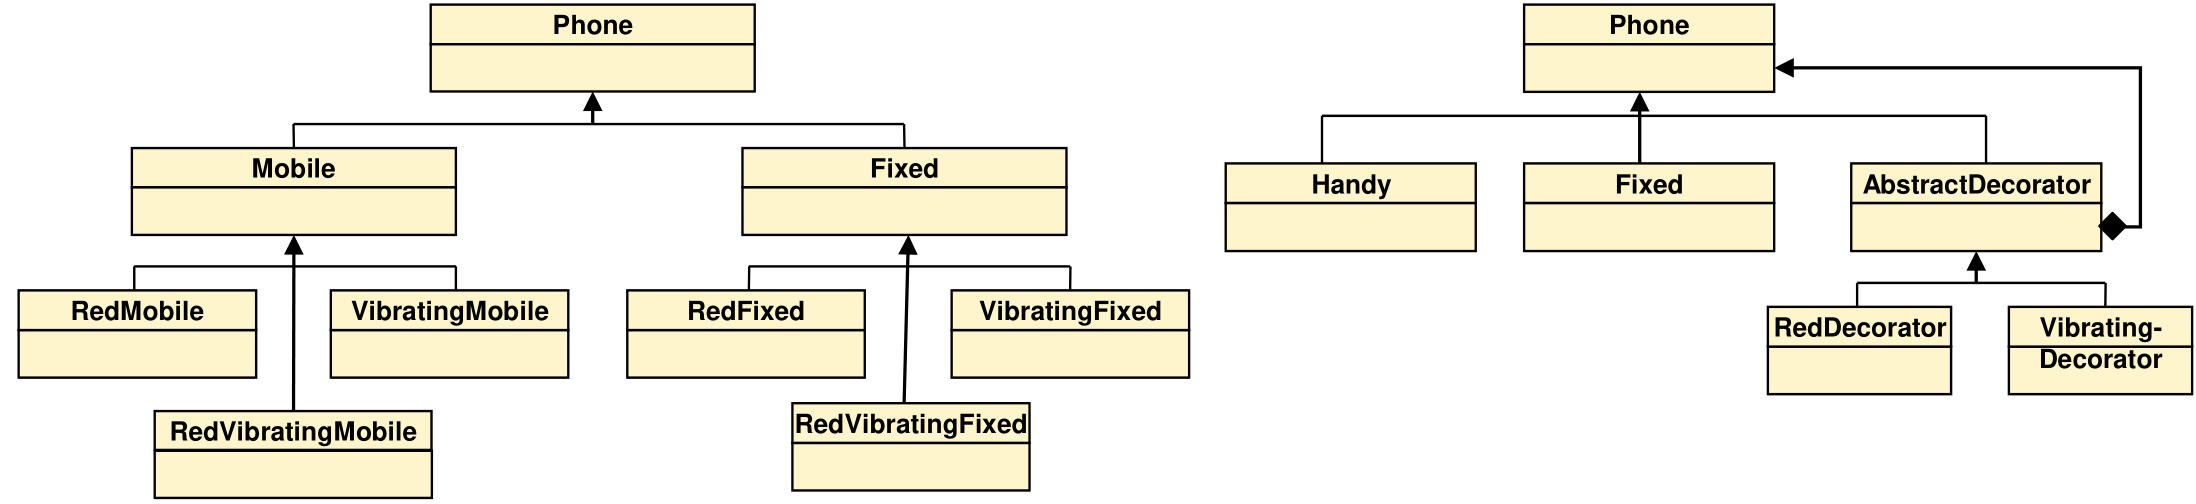 Phone
Mobile
Fixed
RedMobile
VibratingMobile
RedFixed
VibratingFixed
RedVibratingMobile
RedVibratingFixed
Phone
Handy
Fixed
AbstractDecorator
RedDecorator
Vibrating-
Decorator